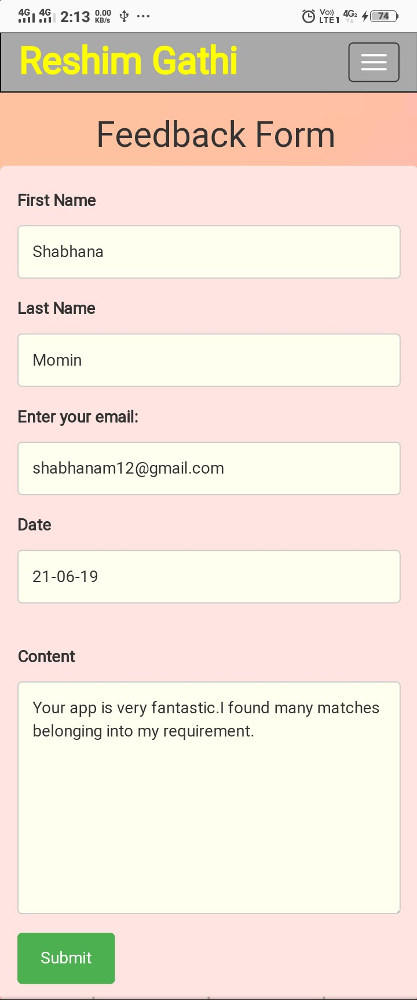 4G 4G 2:13 0.00 KB/s ... Vo)) LTE1 4G2 74
Reshim Gathi
Feedback Form
First Name
Shabhana
Last Name
Momin
Enter your email:
shabhanam12@gmail.com
Date
21-06-19
Content
Your app is very fantastic.I found many matches
belonging into my requirement.
Submit